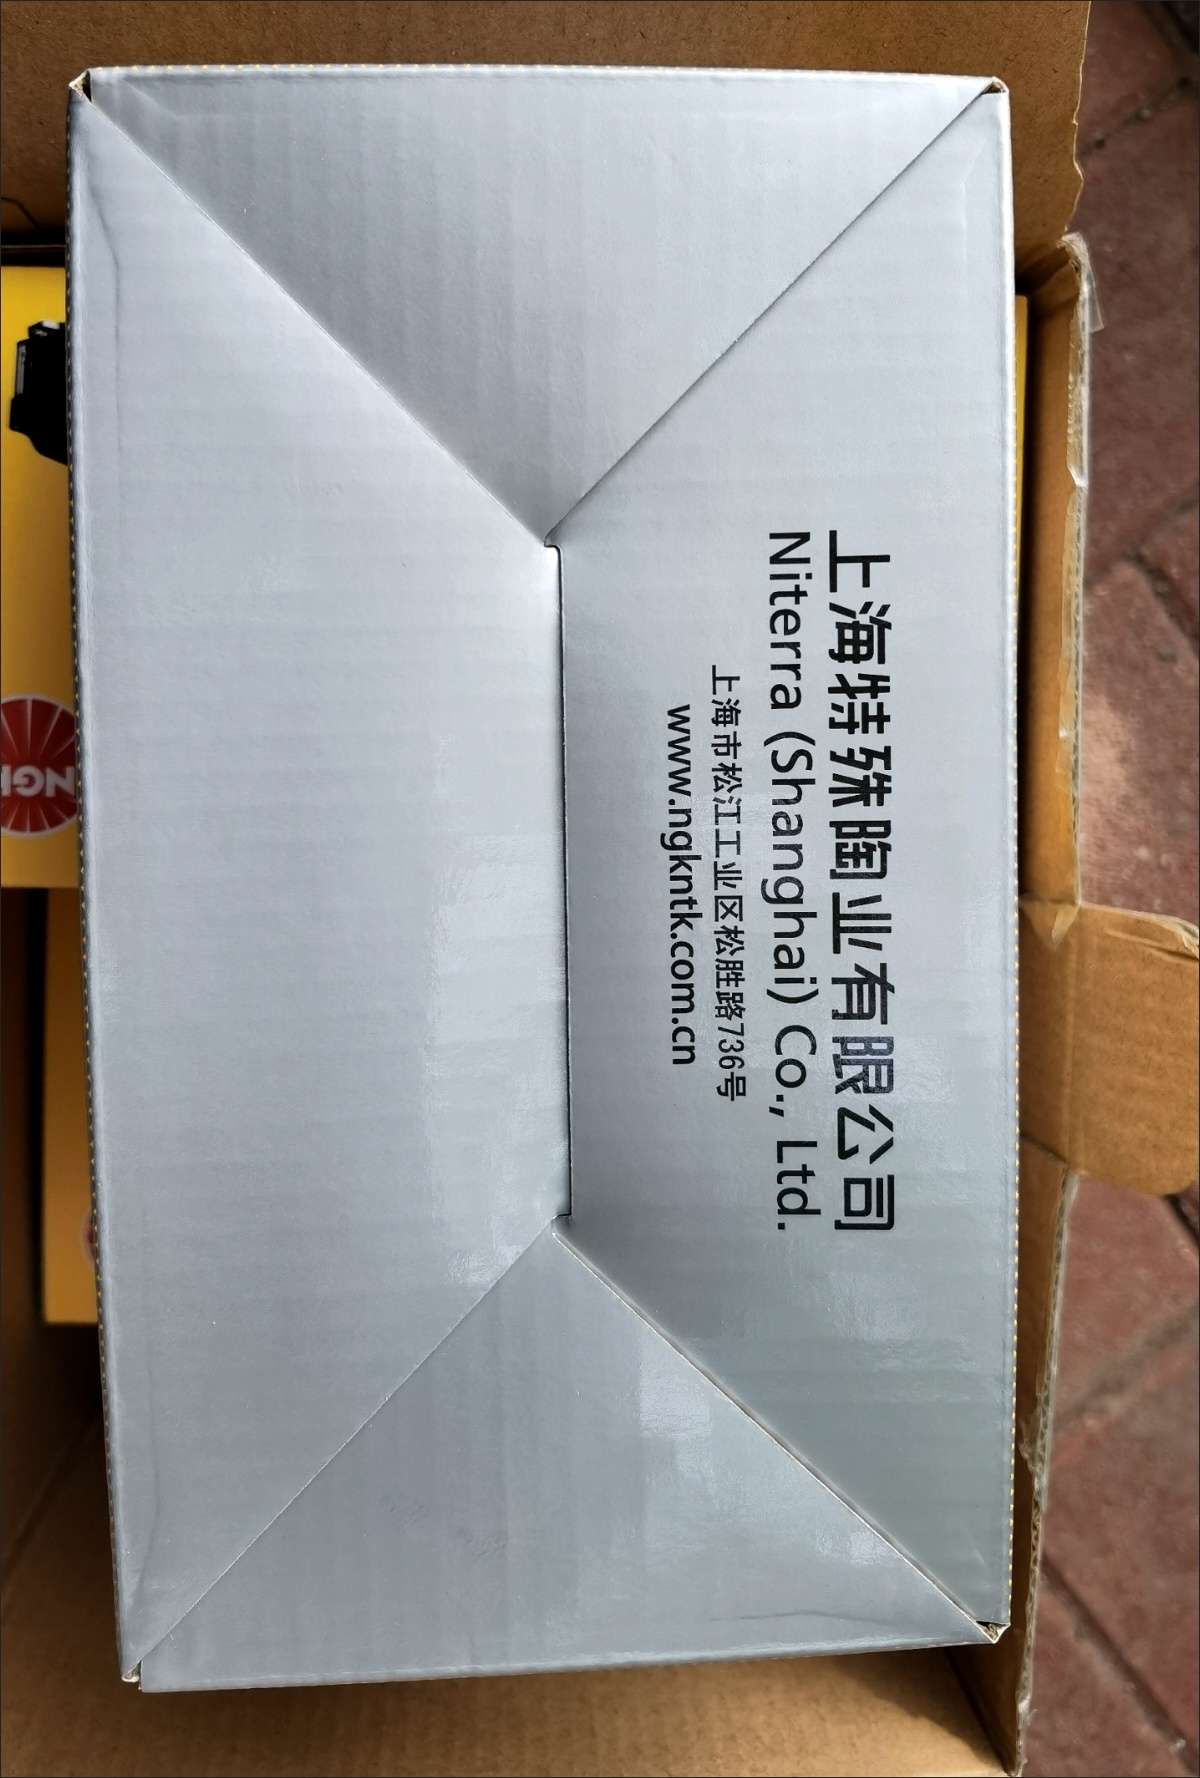 上海特殊陶业有限公司
Niterra (Shanghai) Co., Ltd.
上海市松江工业区松胜路736号
www.ngkntk.com.cn
NGK